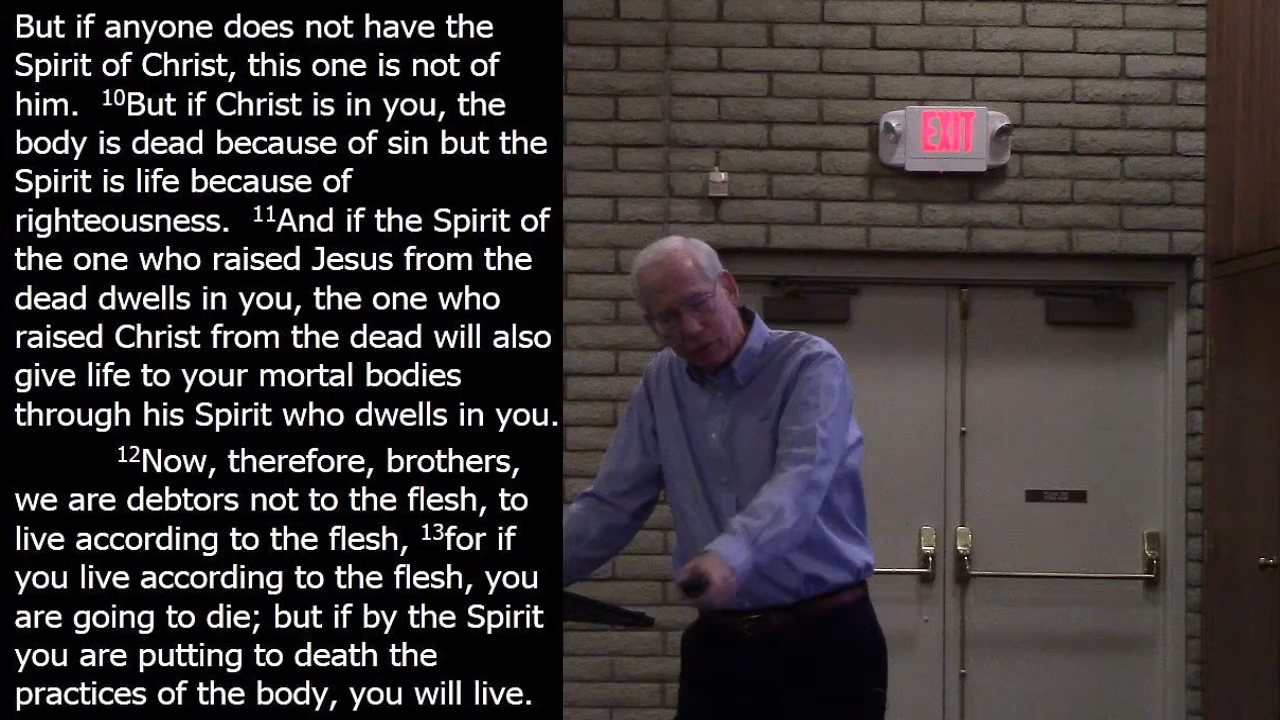 But if anyone does not have the
Spirit of Christ, this one is not of
him. ¹⁰But if Christ is in you, the
body is dead because of sin but the
Spirit is life because of
righteousness. ¹¹And if the Spirit of
the one who raised Jesus from the
dead dwells in you, the one who
raised Christ from the dead will also
give life to your mortal bodies
through his Spirit who dwells in you.
¹²Now, therefore, brothers,
we are debtors not to the flesh, to
live according to the flesh, ¹³for if
you live according to the flesh, you
are going to die; but if by the Spirit
you are putting to death the
practices of the body, you will live.
EXIT